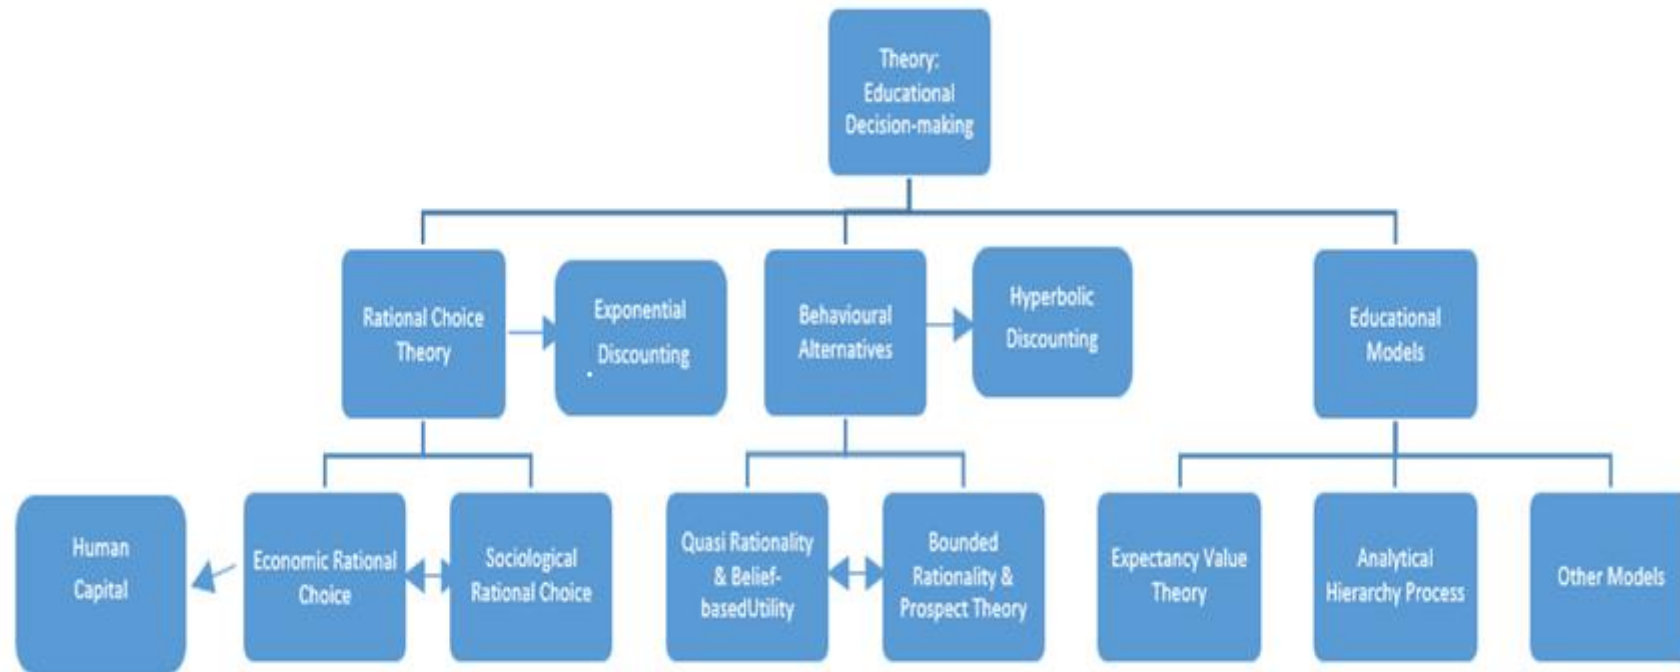 Theory:
Educational
Decision-making
Rational Choice
Theory
Exponential
Discounting
Behavioural
Alternatives
Hyperbolic
Discounting
Educational
Models
Human
Capital
Economic Rational
Choice
Sociological
Rational Choice
Quasi Rationality
& Belief-
basedUtility
Bounded
Rationality &
Prospect Theory
Expectancy Value
Theory
Analytical
Hierarchy Process
Other Models